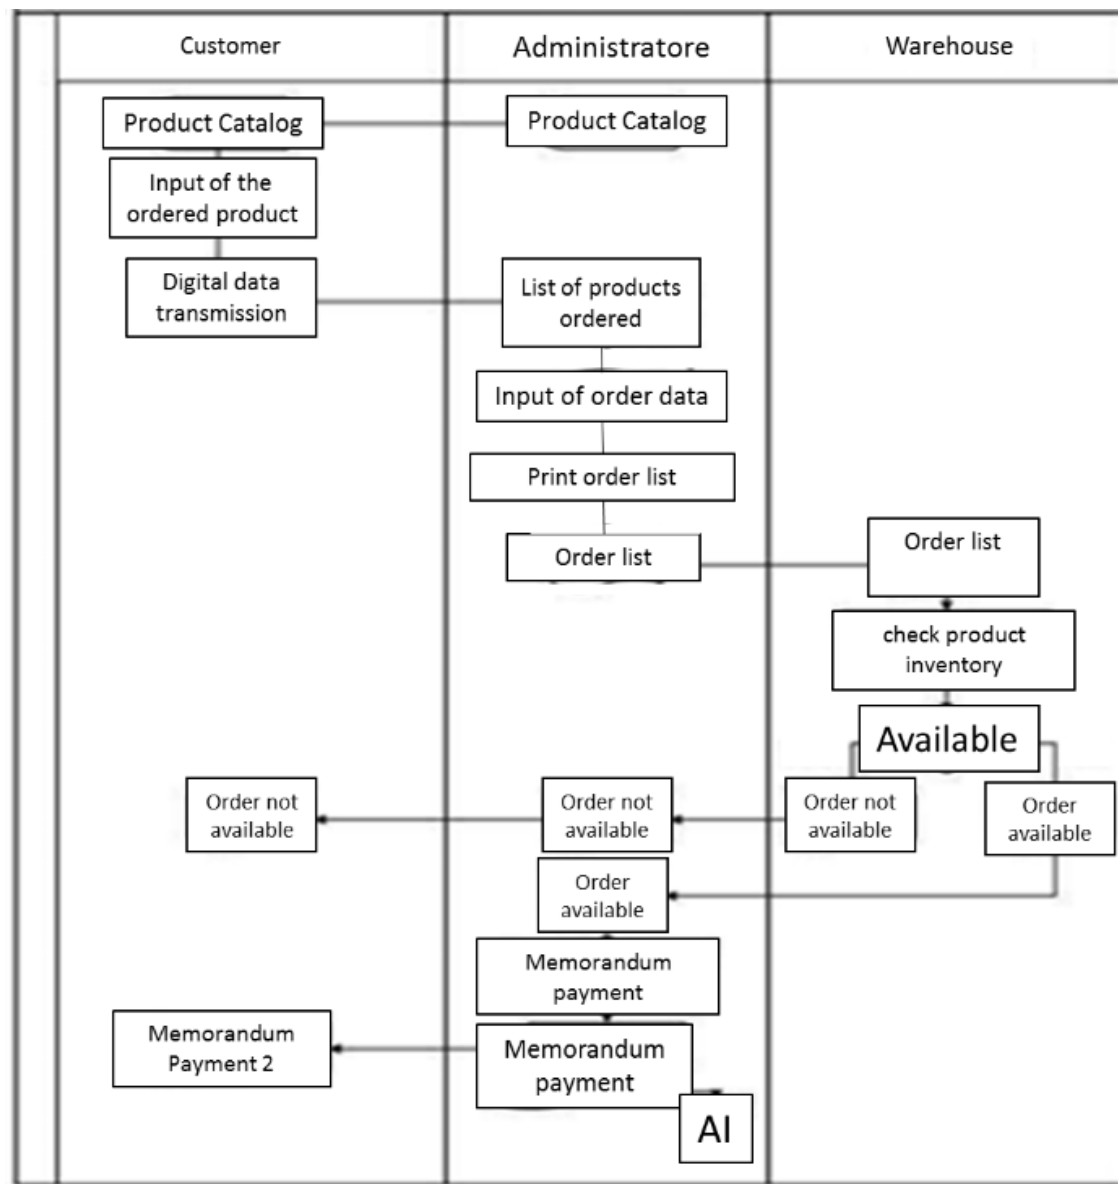 Customer
Administratore
Warehouse
Product Catalog
Product Catalog
Input of the
ordered product
Digital data
transmission
List of products
ordered
Input of order data
Print order list
Order list
Order list
check product
inventory
Available
Order not
available
Order not
available
Order not
available
Order
available
Order
available
Memorandum
payment
Memorandum
Payment 2
Memorandum
payment
AI